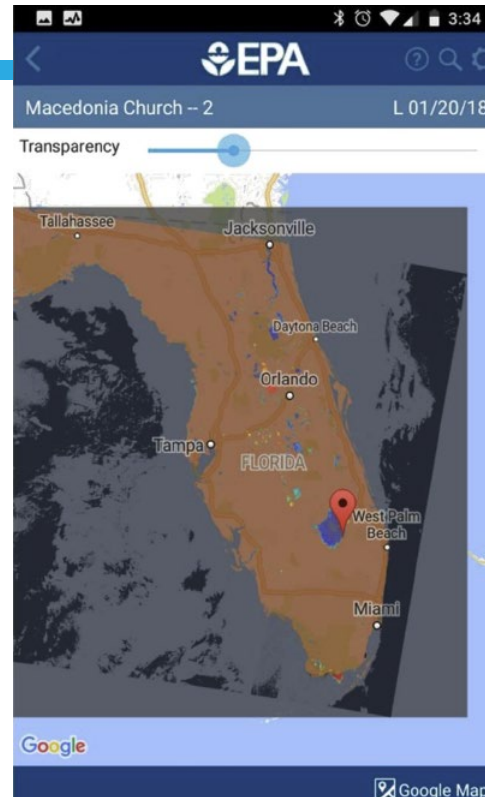 3:34
EPA
Macedonia Church -- 2 L 01/20/18
Transparency
Tallahassee
Jacksonville
Daytona Beach
Orlando
Tampa
FLORIDA
West Palm
Beach
Miami
Google
Google Map